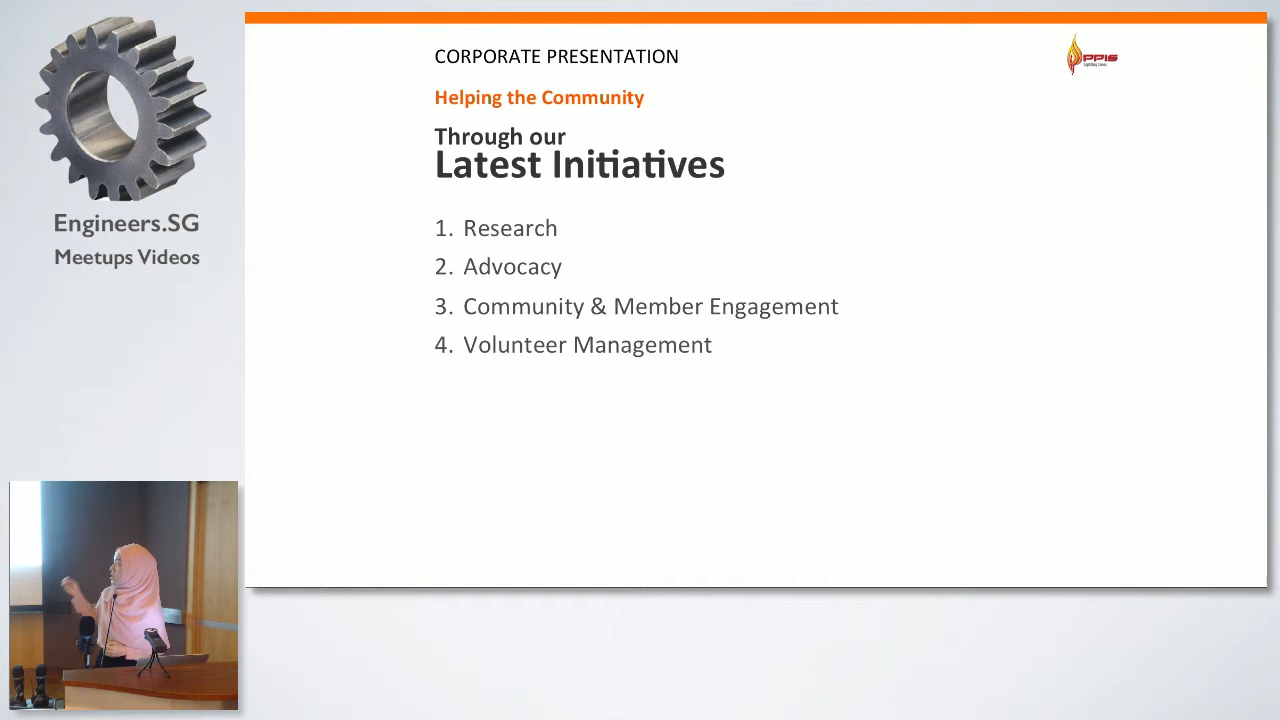 CORPORATE PRESENTATION
PPIS
Helping the Community
Through our
Latest Initiatives
1. Research
2. Advocacy
3. Community & Member Engagement
4. Volunteer Management
Engineers.SG
Meetups Videos